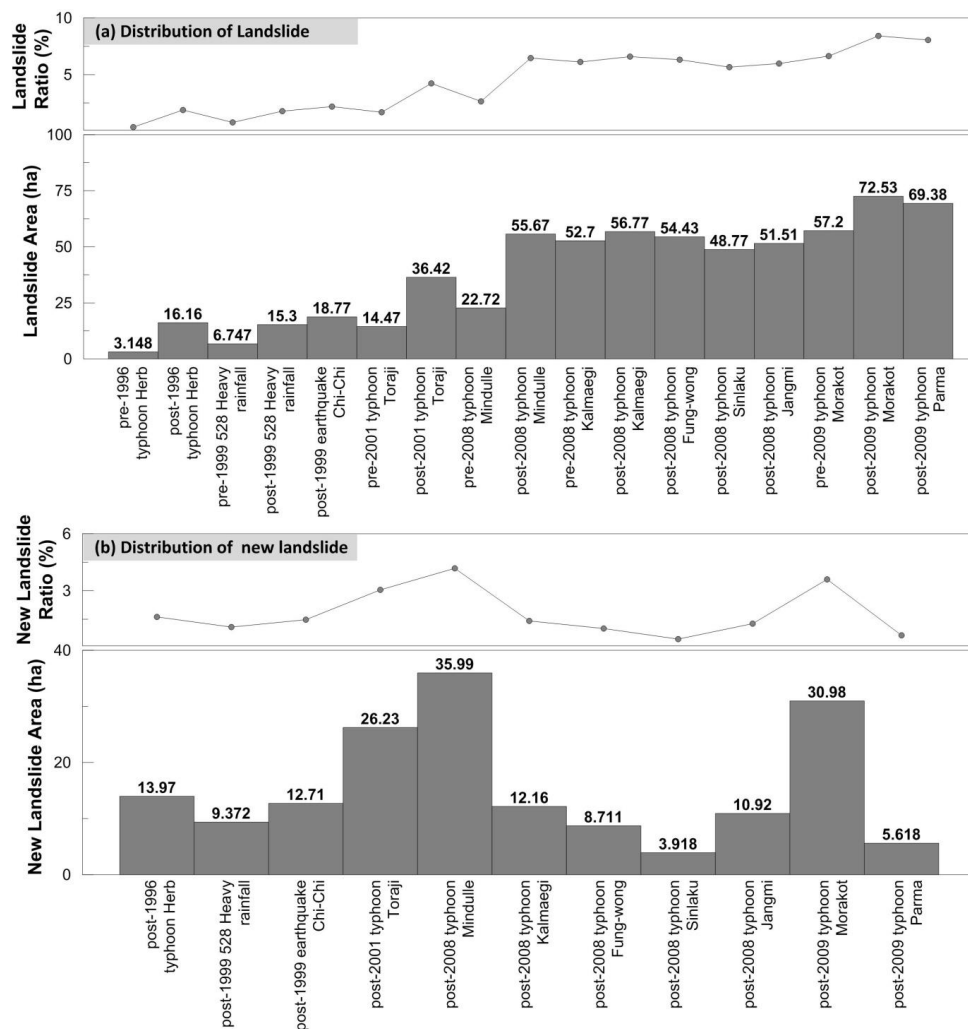 (a) Distribution of Landslide
Landslide
Ratio (%)
10
5
Landslide Area (ha)
100
75
50
25
0
3.148
16.16
6.747
15.3
18.77
14.47
36.42
22.72
55.67
52.7
56.77
54.43
48.77
51.51
57.2
72.53
69.38
pre-1996
typhoon Herb
post-1996
typhoon Herb
pre-1999 528 Heavy
rainfall
post-1999 528 Heavy
rainfall
post-1999 earthquake
Chi-Chi
pre-2001 typhoon
Toraji
post-2001 typhoon
Toraji
pre-2008 typhoon
Mindulle
post-2008 typhoon
Mindulle
pre-2008 typhoon
Kalmaegi
post-2008 typhoon
Kalmaegi
post-2008 typhoon
Fung-wong
post-2008 typhoon
Sinlaku
post-2008 typhoon
Jangmi
pre-2009 typhoon
Morakot
post-2009 typhoon
Morakot
post-2009 typhoon
Parma
(b) Distribution of new landslide
New Landslide
Ratio (%)
6
3
New Landslide Area (ha)
40
20
0
13.97
9.372
12.71
26.23
35.99
12.16
8.711
3.918
10.92
30.98
5.618
post-1996
typhoon Herb
post-1999 528 Heavy
rainfall
post-1999 earthquake
Chi-Chi
post-2001 typhoon
Toraji
post-2008 typhoon
Mindulle
post-2008 typhoon
Kalmaegi
post-2008 typhoon
Fung-wong
post-2008 typhoon
Sinlaku
post-2008 typhoon
Jangmi
post-2009 typhoon
Morakot
post-2009 typhoon
Parma